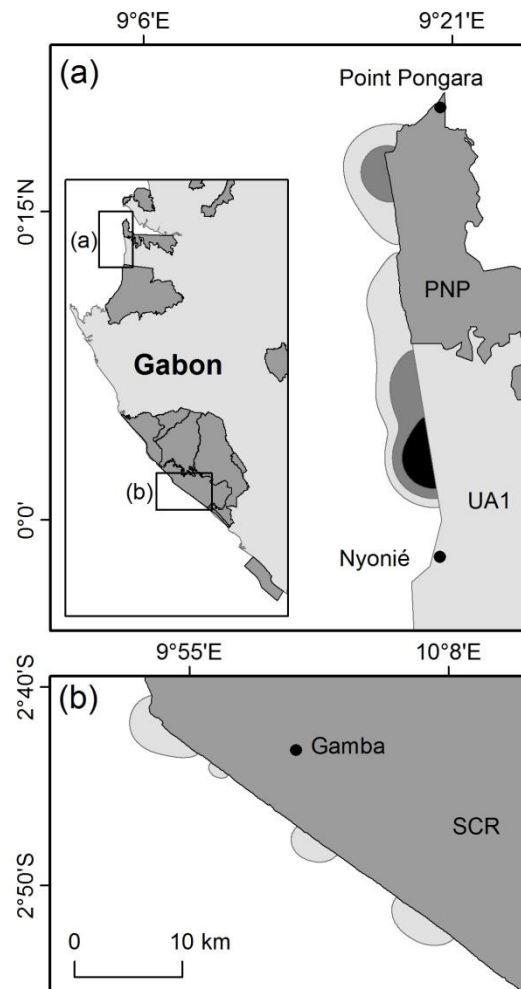 9°6'E
9°21'E
(a)
Point Pongara
0°15'N
(a)
PNP
Gabon
(b)
UA1
0°0'
Nyonié
9°55'E
10°8'E
2°40'S
(b)
Gamba
SCR
2°50'S
0
10 km